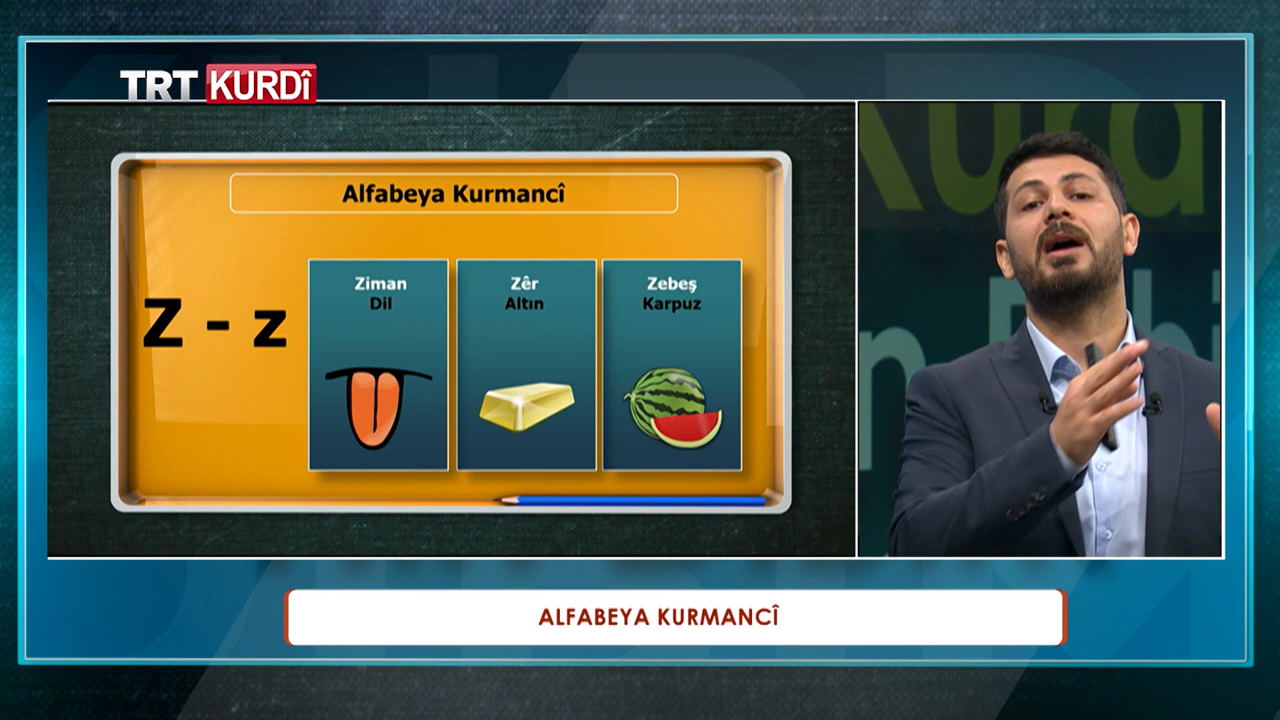 TRT KURDÎ
Alfabeya Kurmancî
Z - z
Ziman
Dil
Zêr
Altın
Zebeş
Karpuz
ALFABEYA KURMANCÎ